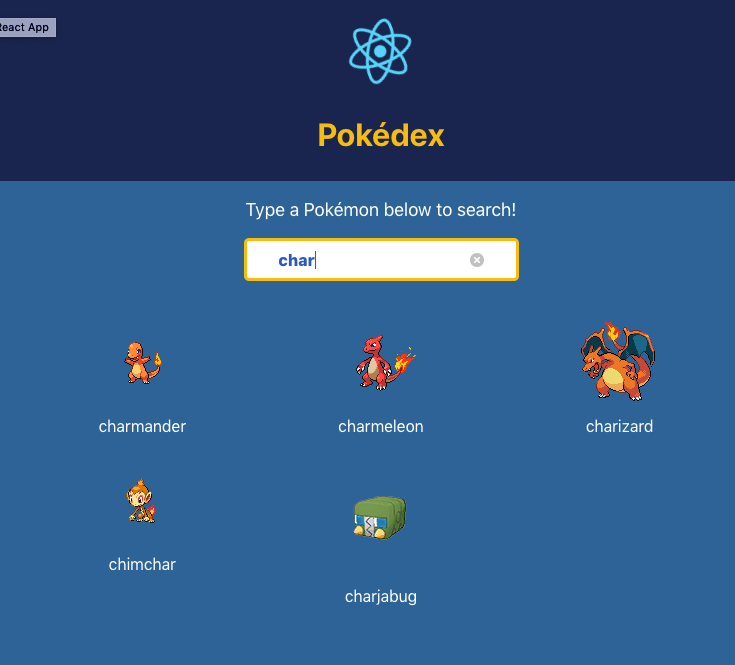 React App
Pokédex
Type a Pokémon below to search!
char
charmander
charmeleon
charizard
chimchar
charjabug